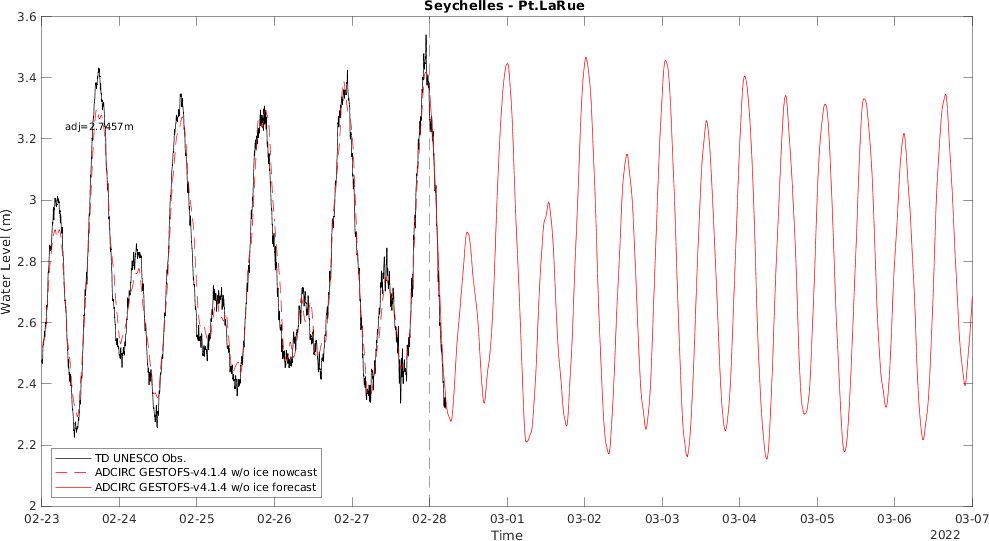 Seychelles - Pt.LaRue
3.6
3.4
adj=2.7457m
3.2
3
2.8
2.6
2.4
2.2
2
Water Level (m)
TD UNESCO Obs.
ADCIRC GESTOFS-v4.1.4 w/o ice nowcast
ADCIRC GESTOFS-v4.1.4 w/o ice forecast
02-23 02-24 02-25 02-26 02-27 02-28 03-01 03-02 03-03 03-04 03-05 03-06 03-07
Time
2022